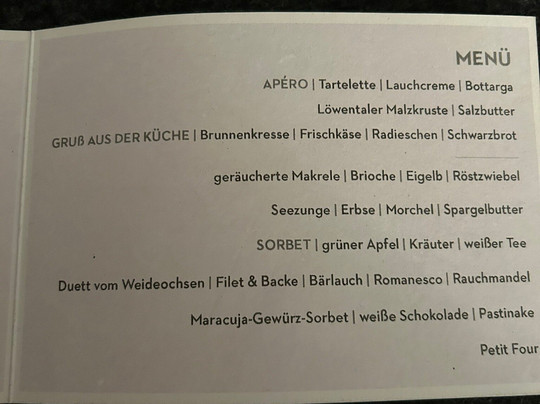 MENÜ
APÉRO | Tartelette | Lauchcreme | Bottarga
Löwentaler Malzkruste | Salzbutter
GRUß AUS DER KÜCHE | Brunnenkresse | Frischkäse | Radieschen | Schwarzbrot
geräucherte Makrele | Brioche | Eigelb | Röstzwiebel
Seezunge | Erbse | Morchel | Spargelbutter
SORBET | grüner Apfel | Kräuter | weißer Tee
Duett vom Weideochsen | Filet & Backe | Bärlauch | Romanesco | Rauchmandel
Maracuja-Gewürz-Sorbet | weiße Schokolade | Pastinake
Petit Four